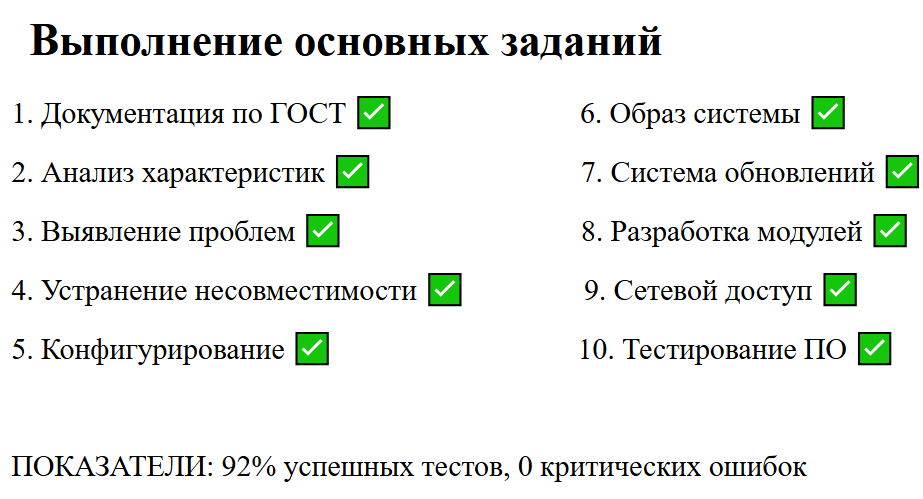 Выполнение основных заданий
1. Документация по ГОСТ ✅
2. Анализ характеристик ✅
3. Выявление проблем ✅
4. Устранение несовместимости ✅
5. Конфигурирование ✅
6. Образ системы ✅
7. Система обновлений ✅
8. Разработка модулей ✅
9. Сетевой доступ ✅
10. Тестирование ПО ✅
ПОКАЗАТЕЛИ: 92% успешных тестов, 0 критических ошибок